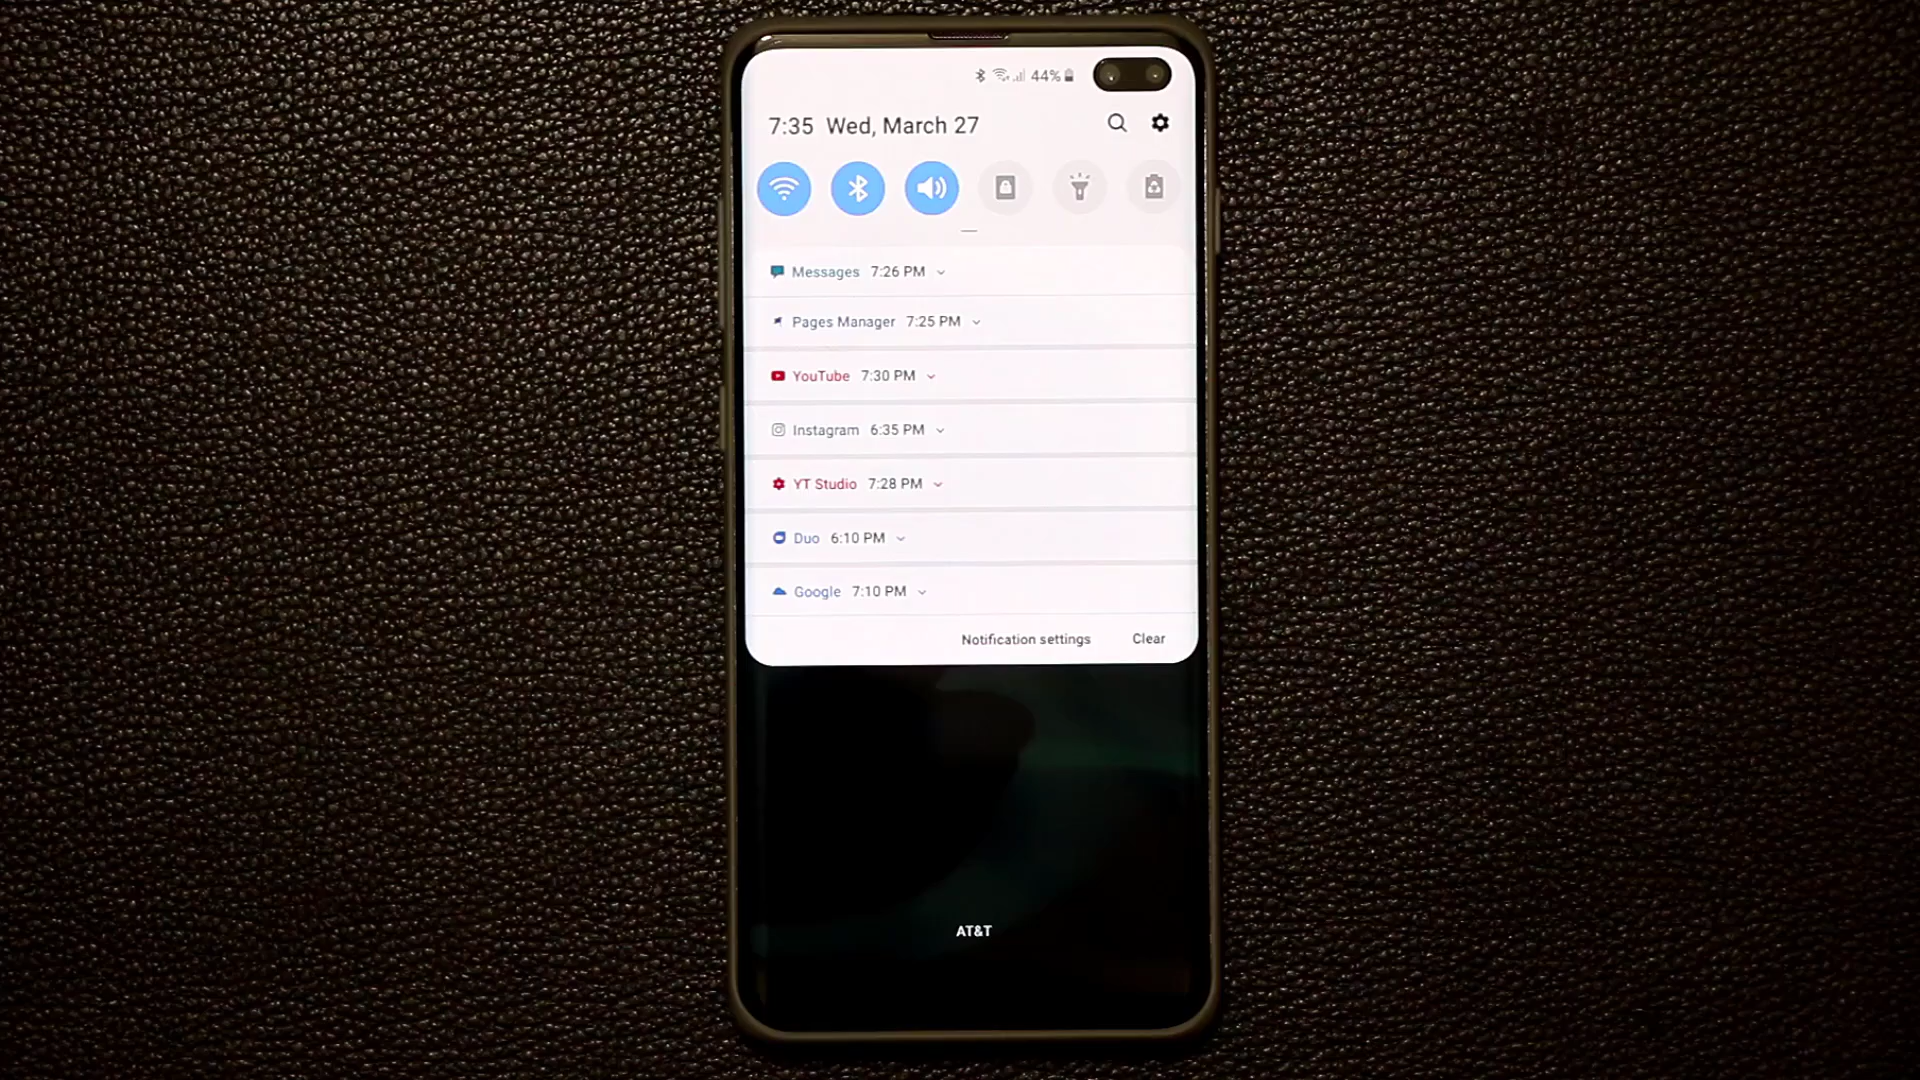 44%
7:35 Wed, March 27
Messages 7:26 PM
Pages Manager 7:25 PM
YouTube 7:30 PM
Instagram 6:35 PM
YT Studio 7:28 PM
Duo 6:10 PM
Google 7:10 PM
Notification settings Clear
AT&T